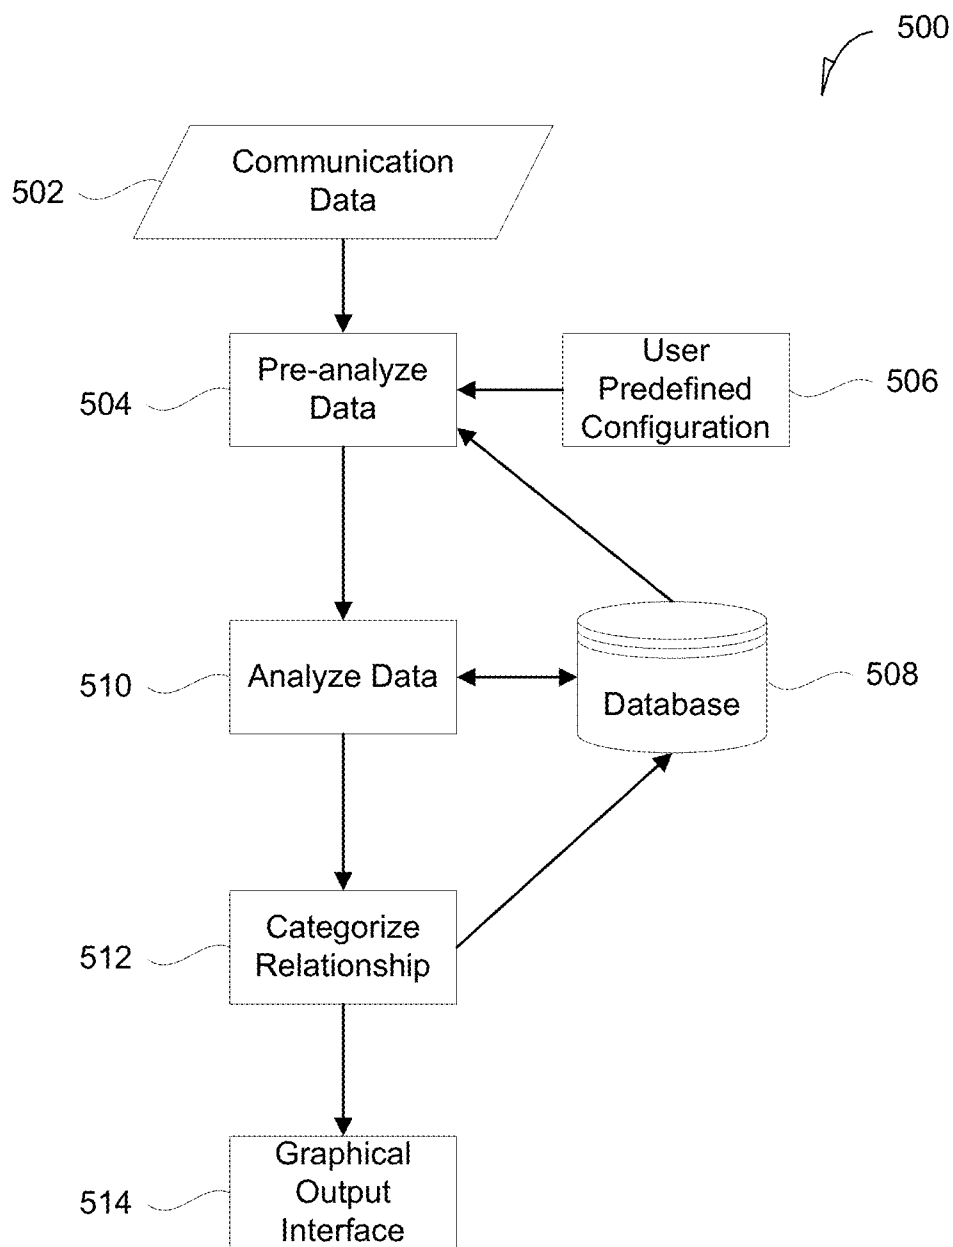 500
Communication
Data
502
Pre-analyze
Data
504
User
Predefined
Configuration
506
Analyze Data
510
Database
508
Categorize
Relationship
512
Graphical
Output
Interface
514